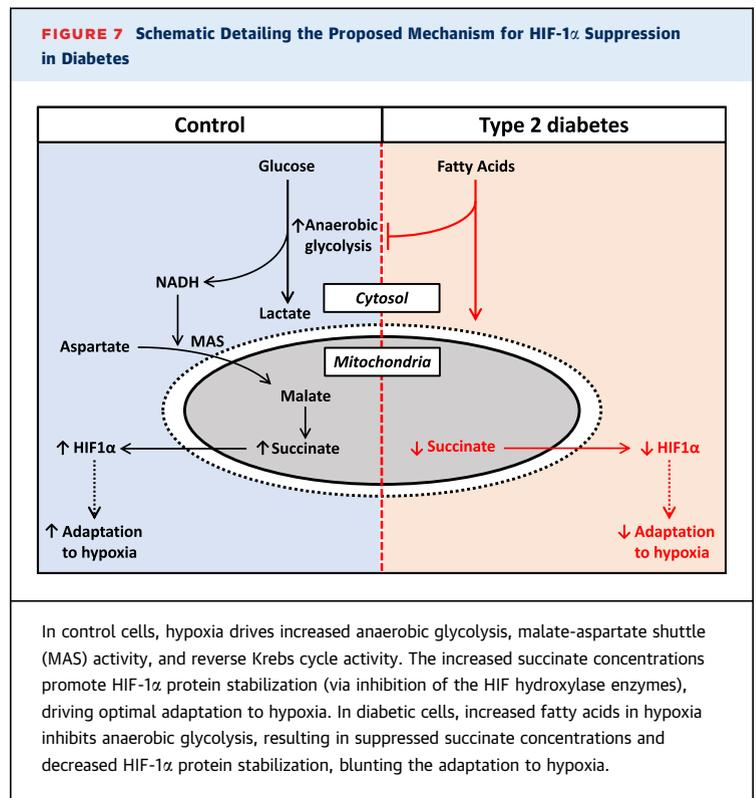 FIGURE 7 Schematic Detailing the Proposed Mechanism for HIF-1α Suppression
in Diabetes
Control
Type 2 diabetes
Glucose
Fatty Acids
↑Anaerobic
glycolysis
NADH
Lactate
Cytosol
Aspartate
MAS
Mitochondria
Malate
↑ HIF1α
↑Succinate
↓ Succinate
↓ HIF1α
↑ Adaptation
to hypoxia
↓ Adaptation
to hypoxia
In control cells, hypoxia drives increased anaerobic glycolysis, malate-aspartate shuttle
(MAS) activity, and reverse Krebs cycle activity. The increased succinate concentrations
promote HIF-1α protein stabilization (via inhibition of the HIF hydroxylase enzymes),
driving optimal adaptation to hypoxia. In diabetic cells, increased fatty acids in hypoxia
inhibits anaerobic glycolysis, resulting in suppressed succinate concentrations and
decreased HIF-1α protein stabilization, blunting the adaptation to hypoxia.